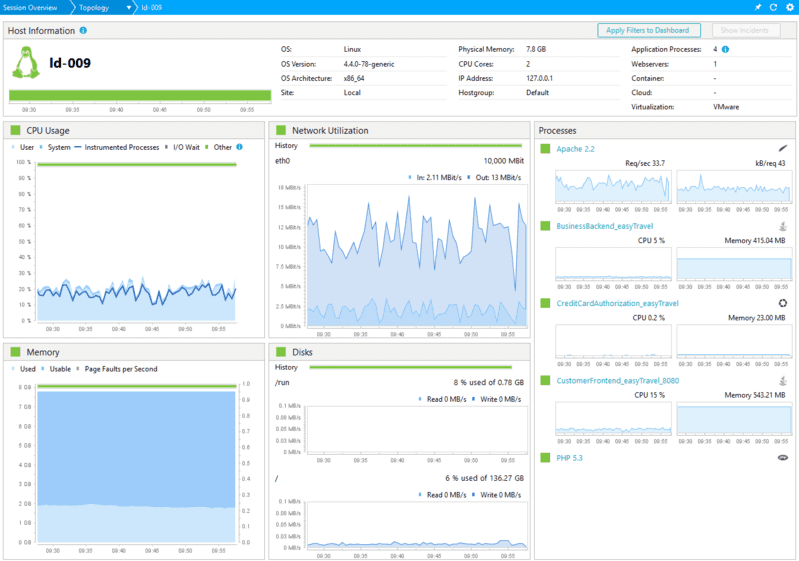 Session Overview Topology ld-009
Host Information
Apply Filters to Dashboard Show Incidents
ld-009
09:30 09:35 09:40 09:45 09:50 09:55
OS: Linux
OS Version: 4.4.0-78-generic
OS Architecture: x86_64
Site: Local
Physical Memory: 7.8 GB
CPU Cores: 2
IP Address: 127.0.0.1
Hostgroup: Default
Application Processes: 4
Webservers: 1
Container: -
Cloud: -
Virtualization: VMware
CPU Usage
User System Instrumented Processes I/O Wait Other
100 %
90 %
80 %
70 %
60 %
50 %
40 %
30 %
20 %
10 %
0 %
09:30 09:35 09:40 09:45 09:50 09:55
Network Utilization
History
eth0 10,000 MBit
In: 2.11 MBit/s Out: 13 MBit/s
18 MBit/s
15 MBit/s
12.5 MBit/s
10 MBit/s
7.5 MBit/s
5 MBit/s
2.5 MBit/s
0 MBit/s
09:30 09:35 09:40 09:45 09:50 09:55
Memory
Used Usable Page Faults per Second
8 GB 1.0
7 GB 0.9
6 GB 0.8
5 GB 0.7
0.6
4 GB 0.5
3 GB 0.4
2 GB 0.3
0.2
1 GB 0.1
0 GB 0.0
09:30 09:35 09:40 09:45 09:50 09:55
Disks
History
/run 8 % used of 0.78 GB
Read 0 MB/s Write 0 MB/s
0.1 MB/s
0.08 MB/s
0.05 MB/s
0.03 MB/s
0 MB/s
09:30 09:35 09:40 09:45 09:50 09:55
/ 6 % used of 136.27 GB
Read 0 MB/s Write 0 MB/s
0.1 MB/s
0.08 MB/s
0.05 MB/s
0.03 MB/s
0 MB/s
09:30 09:35 09:40 09:45 09:50 09:55
Processes
Apache 2.2
Req/sec 33.7 kB/req 43
09:30 09:35 09:40 09:45 09:50 09:55 09:30 09:35 09:40 09:45 09:50 09:55
BusinessBackend_easyTravel
CPU 5 % Memory 415.04 MB
09:30 09:35 09:40 09:45 09:50 09:55 09:30 09:35 09:40 09:45 09:50 09:55
CreditCardAuthorization_easyTravel
CPU 0.2 % Memory 23.00 MB
09:30 09:35 09:40 09:45 09:50 09:55 09:30 09:35 09:40 09:45 09:50 09:55
CustomerFrontend_easyTravel_8080
CPU 15 % Memory 543.21 MB
09:30 09:35 09:40 09:45 09:50 09:55 09:30 09:35 09:40 09:45 09:50 09:55
PHP 5.3